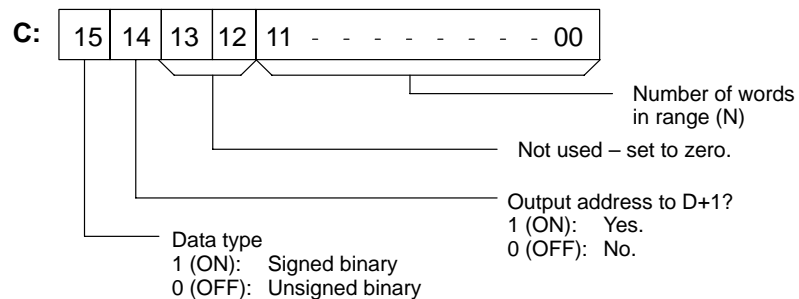 C: 15 14 13 12 11 - - - - - - - - 00
Number of words
in range (N)
Not used – set to zero.
Output address to D+1?
1 (ON): Yes.
0 (OFF): No.
Data type
1 (ON): Signed binary
0 (OFF): Unsigned binary